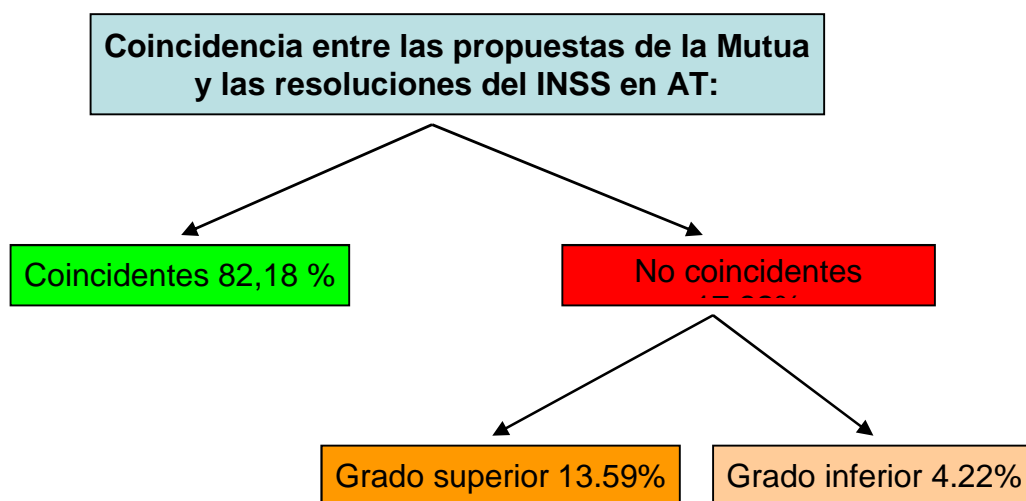 Coincidencia entre las propuestas de la Mutua
y las resoluciones del INSS en AT:
Coincidentes 82,18 %
No coincidentes
Grado superior 13.59%
Grado inferior 4.22%